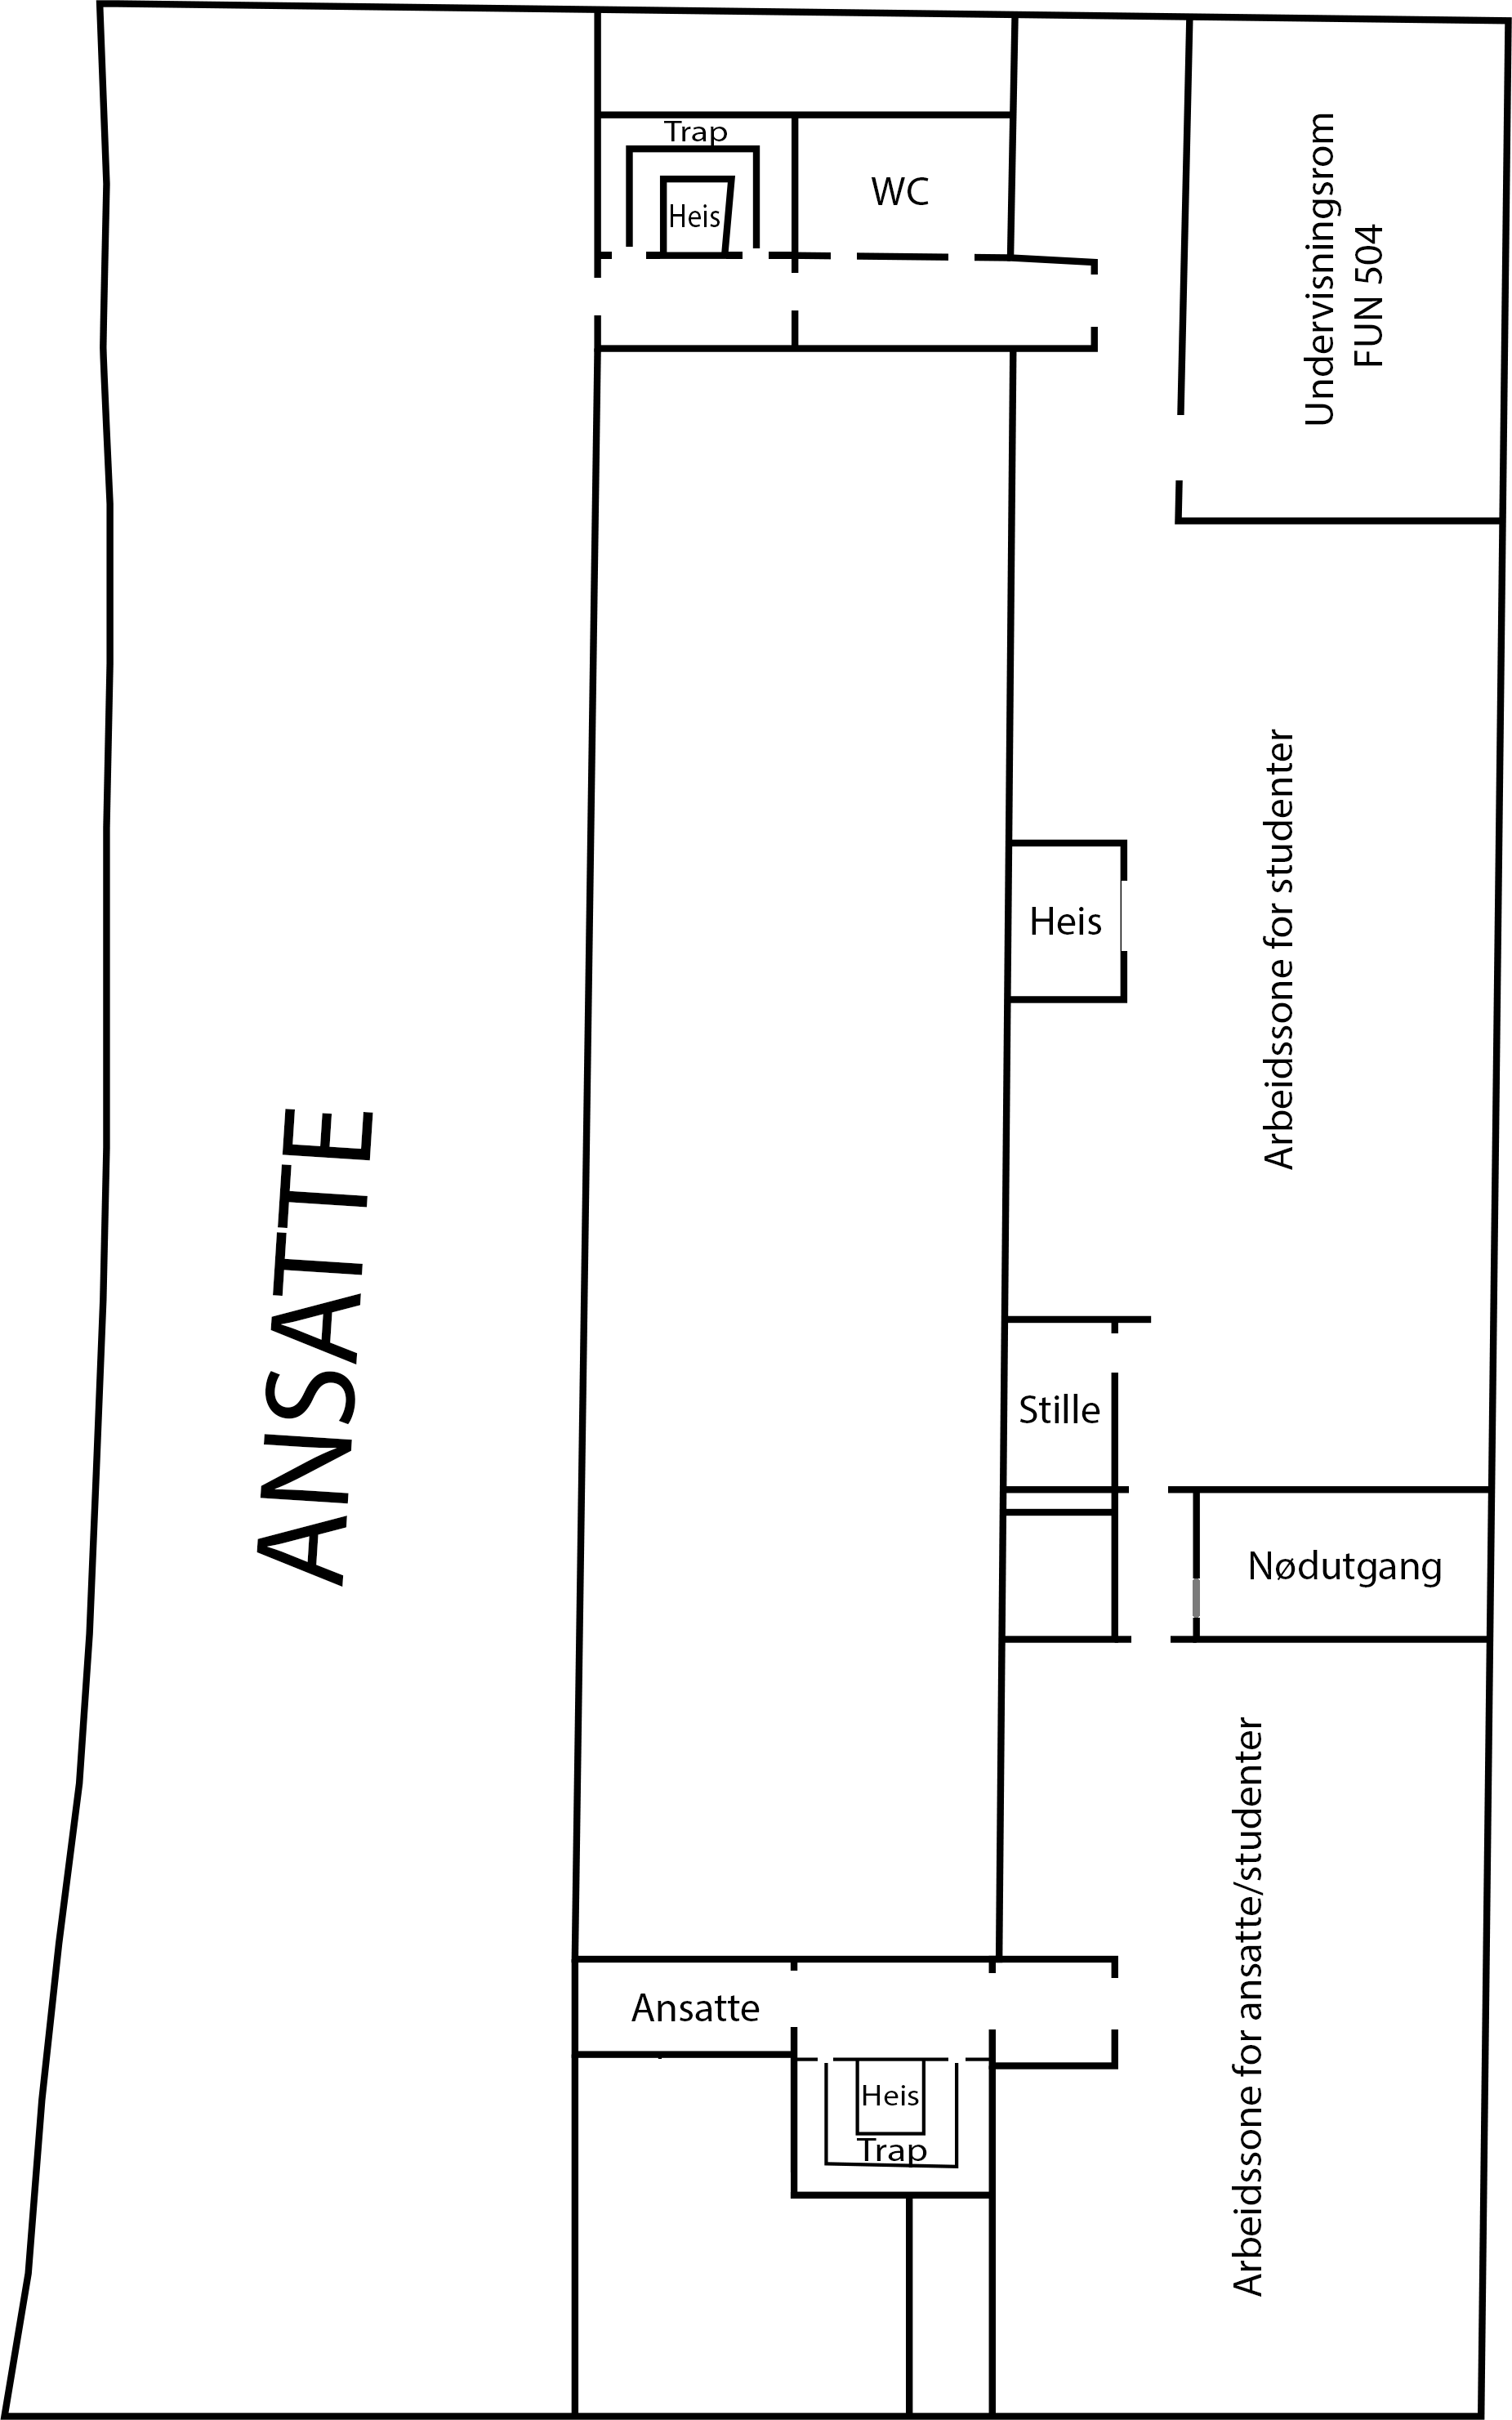 Trap
Heis
WC
Undervisningsrom
FUN 504
Heis
Arbeidssone for studenter
ANSATTE
Stille
Nødutgang
Arbeidssone for ansatte/studenter
Ansatte
Heis
Trap